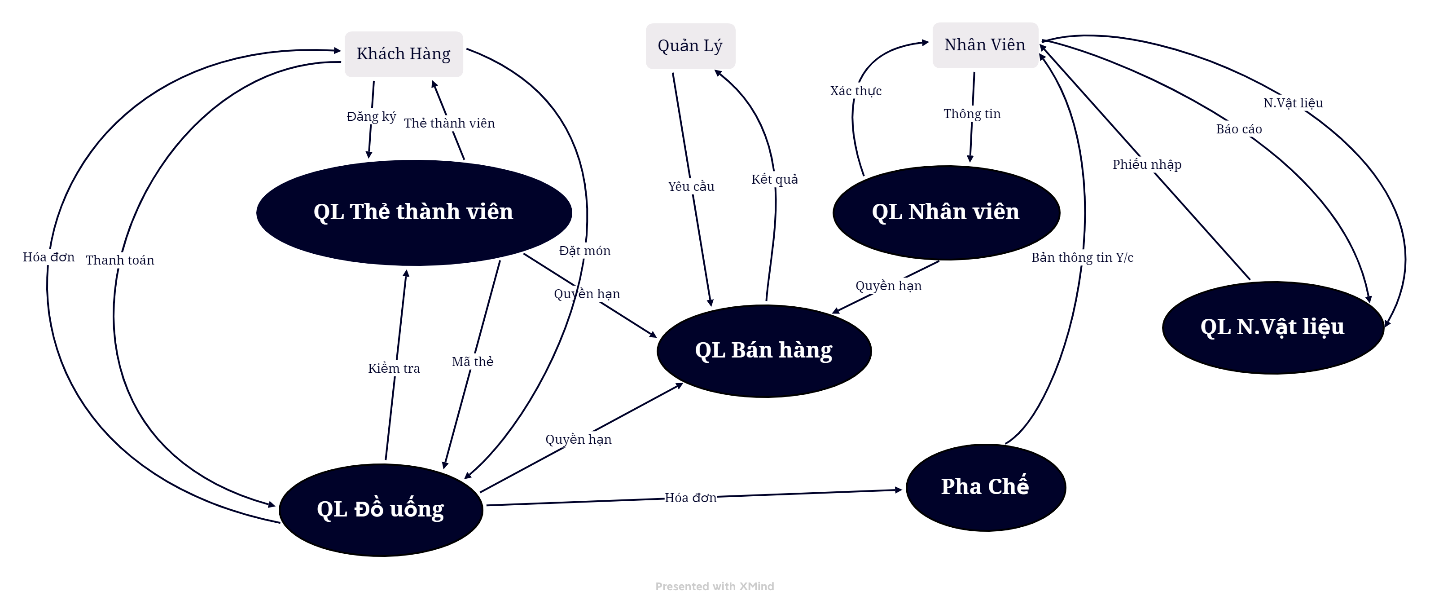 Khách Hàng
Quản Lý
Nhân Viên
Xác thực
N.Vật liệu
Đăng ký
Thẻ thành viên
Thông tin
Báo cáo
Phiếu nhập
Yêu cầu
Kết quả
QL Thẻ thành viên
QL Nhân viên
Hóa đơn
Thanh toán
Đặt món
Bản thông tin Y/c
Quyền hạn
Quyền hạn
QL N.Vật liệu
QL Bán hàng
Kiểm tra
Mã thẻ
Quyền hạn
Pha Chế
Hóa đơn
QL Đồ uống
Presented with XMind